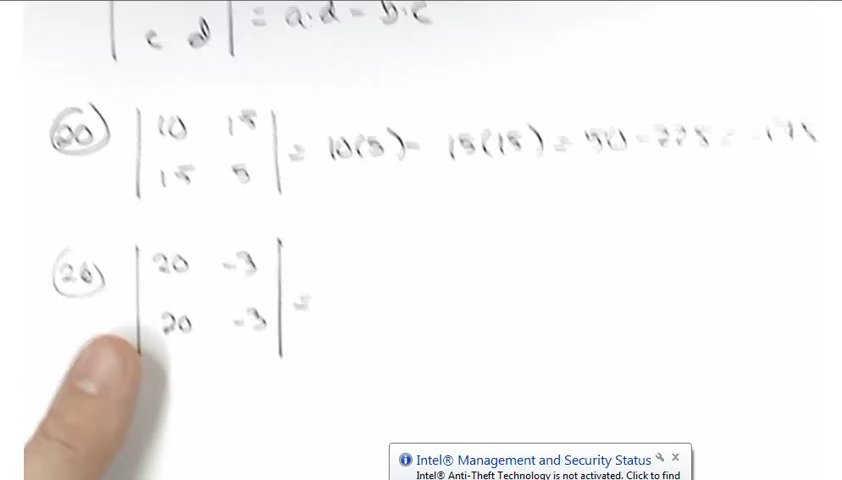 | c d | = a·d - b·c
20) | 10 15 |
| 15 5 | = 10(5) - 15(15) = 50 - 225 = -175
26) | 20 -3 |
| 20 -3 | =
Intel® Management and Security Status
Intel® Anti-Theft Technology is not activated. Click to find